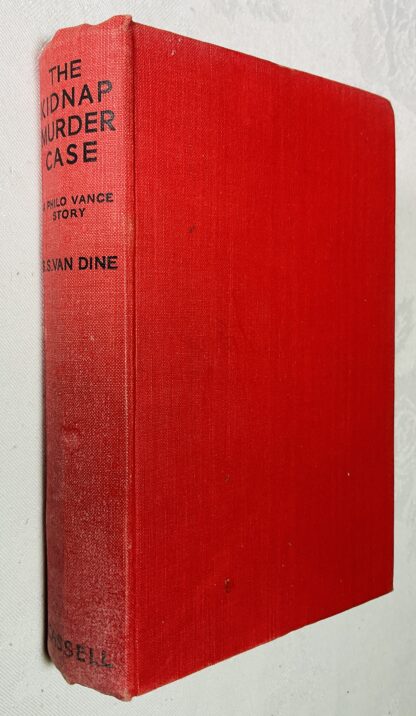 THE
KIDNAP
MURDER
CASE
A PHILO VANCE
STORY
S.S. VAN DINE
CASSELL